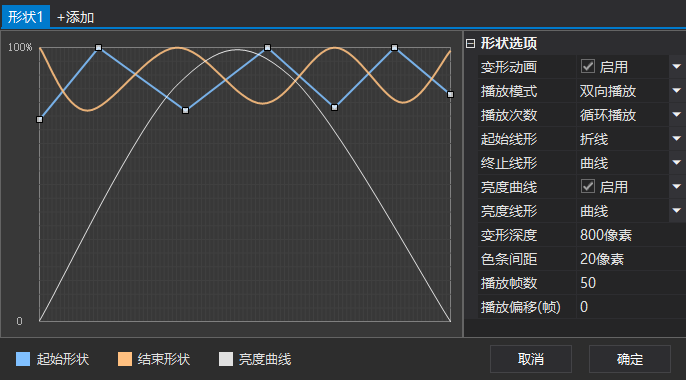 形状1 +添加
100%
0
形状选项
变形动画 启用
播放模式 双向播放
播放次数 循环播放
起始线形 折线
终止线形 曲线
亮度曲线 启用
亮度线形 曲线
变形深度 800像素
色条间距 20像素
播放帧数 50
播放偏移(帧) 0
起始形状 结束形状 亮度曲线 取消 确定